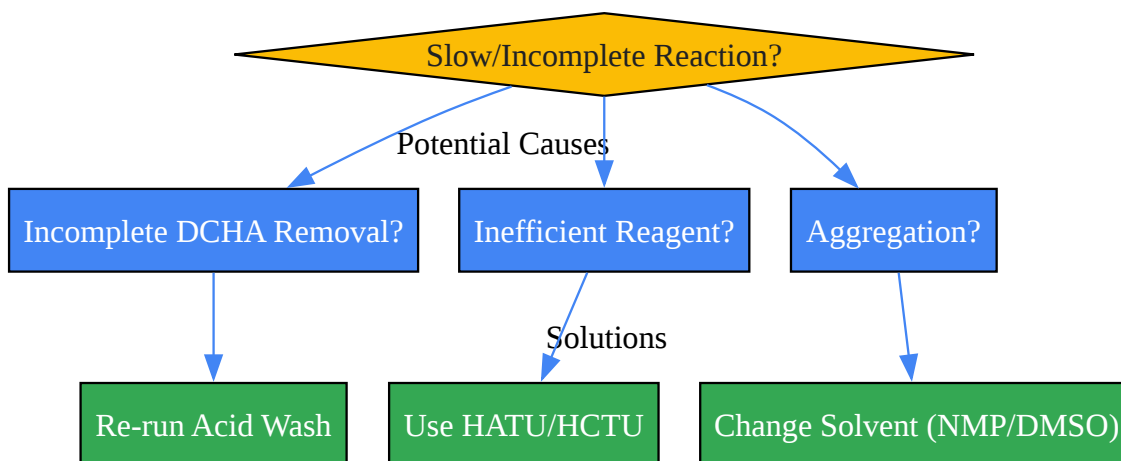 Slow/Incomplete Reaction?
Potential Causes
Incomplete DCHA Removal?
Inefficient Reagent?
Aggregation?
Solutions
Re-run Acid Wash
Use HATU/HCTU
Change Solvent (NMP/DMSO)